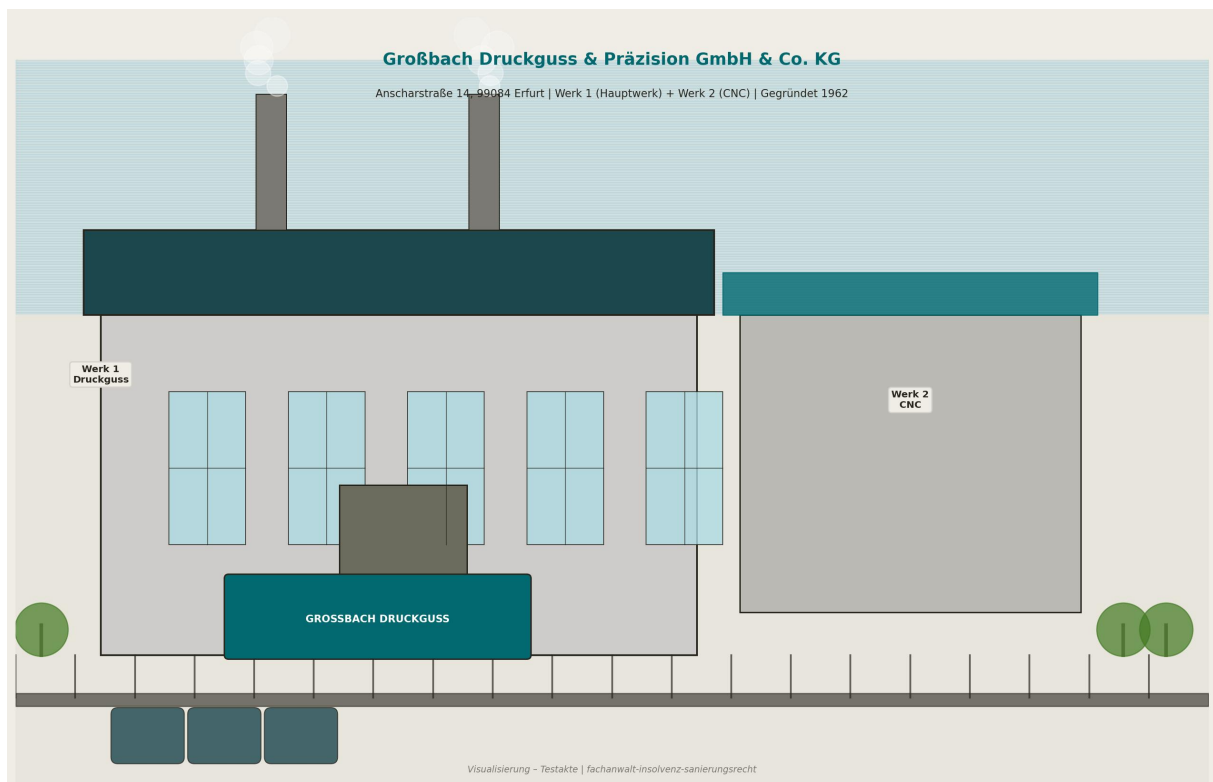 Großbach Druckguss & Präzision GmbH & Co. KG
Anscharstraße 14, 99084 Erfurt | Werk 1 (Hauptwerk) + Werk 2 (CNC) | Gegründet 1962
Werk 1
Druckguss
Werk 2
CNC
GROSSBACH DRUCKGUSS
Visualisierung – Testakte | fachanwalt-insolvenz-sanierungsrecht